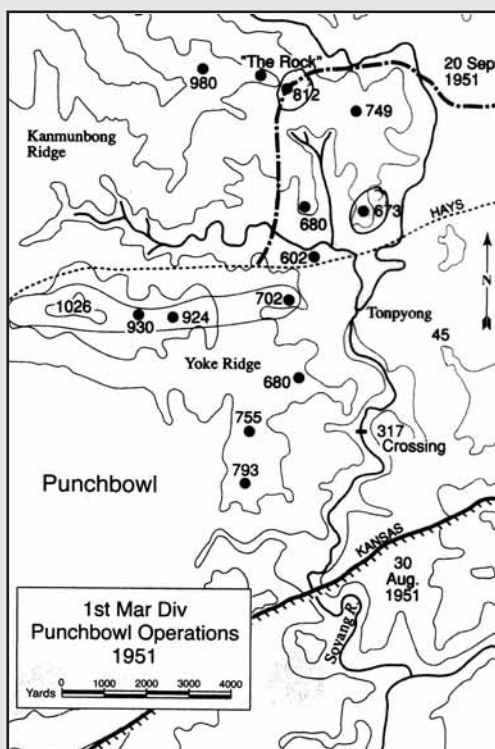 "The Rock"
980
812
20 Sep
1951
749
Kanmunbong
Ridge
680
673
HAYS
602
N
1026
702
930
924
Tonpyong
45
Yoke Ridge
680
755
317
Crossing
793
Punchbowl
KANSAS
30
Aug.
1951
Soyang R.
1st Mar Div
Punchbowl Operations
1951
Yards
0 1000 2000 3000 4000